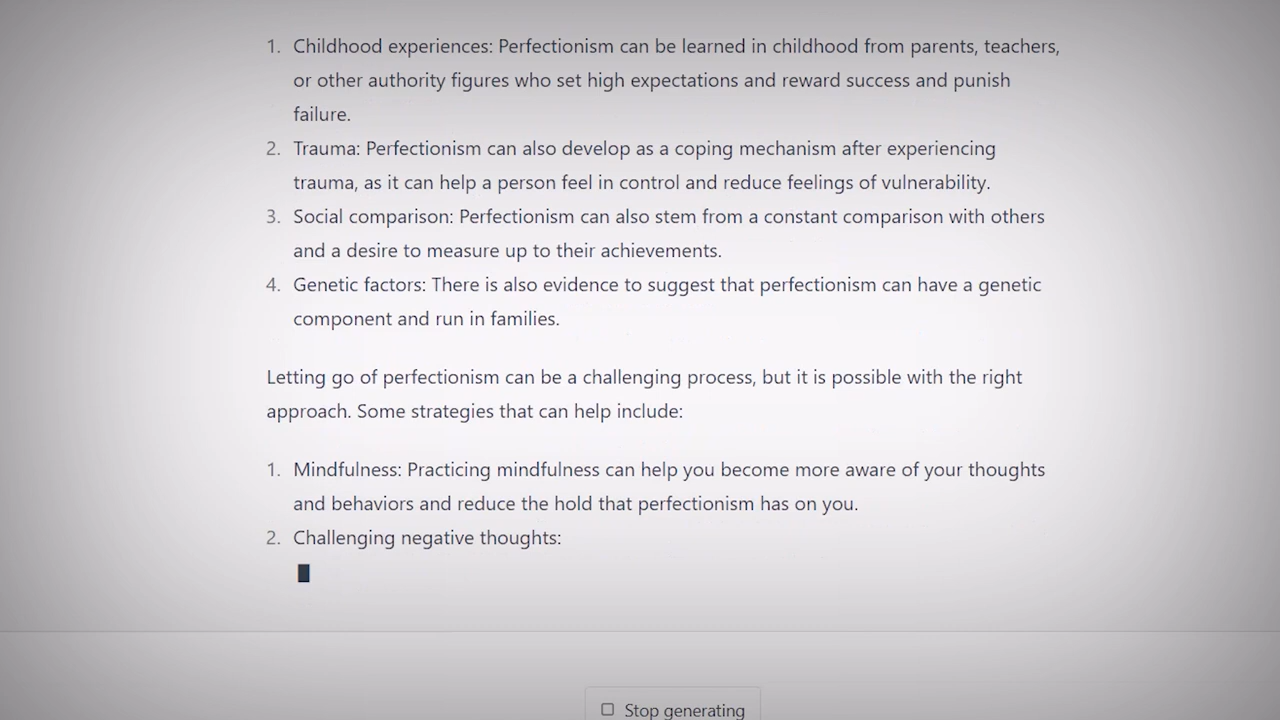 1. Childhood experiences: Perfectionism can be learned in childhood from parents, teachers,
or other authority figures who set high expectations and reward success and punish
failure.
2. Trauma: Perfectionism can also develop as a coping mechanism after experiencing
trauma, as it can help a person feel in control and reduce feelings of vulnerability.
3. Social comparison: Perfectionism can also stem from a constant comparison with others
and a desire to measure up to their achievements.
4. Genetic factors: There is also evidence to suggest that perfectionism can have a genetic
component and run in families.
Letting go of perfectionism can be a challenging process, but it is possible with the right
approach. Some strategies that can help include:
1. Mindfulness: Practicing mindfulness can help you become more aware of your thoughts
and behaviors and reduce the hold that perfectionism has on you.
2. Challenging negative thoughts:
Stop generating